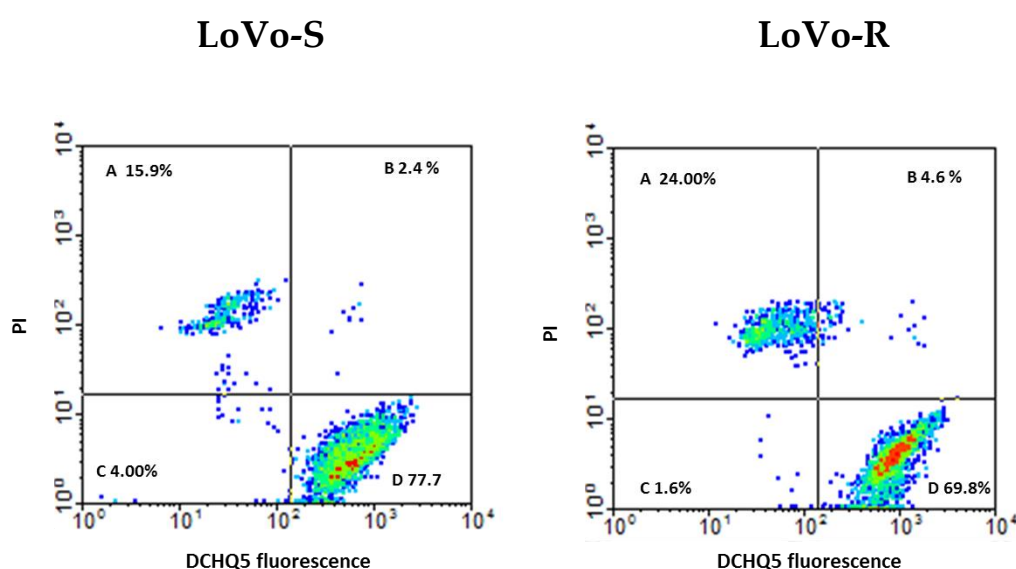 LoVo-S
LoVo-R
10⁴
A 15.9%
B 2.4 %
10³
PI
10²
10¹
C 4.00%
D 77.7
10⁰
10⁰ 10¹ 10² 10³ 10⁴
DCHQ5 fluorescence
10⁴
A 24.00%
B 4.6 %
10³
PI
10²
10¹
C 1.6%
D 69.8%
10⁰
10⁰ 10¹ 10² 10³ 10⁴
DCHQ5 fluorescence